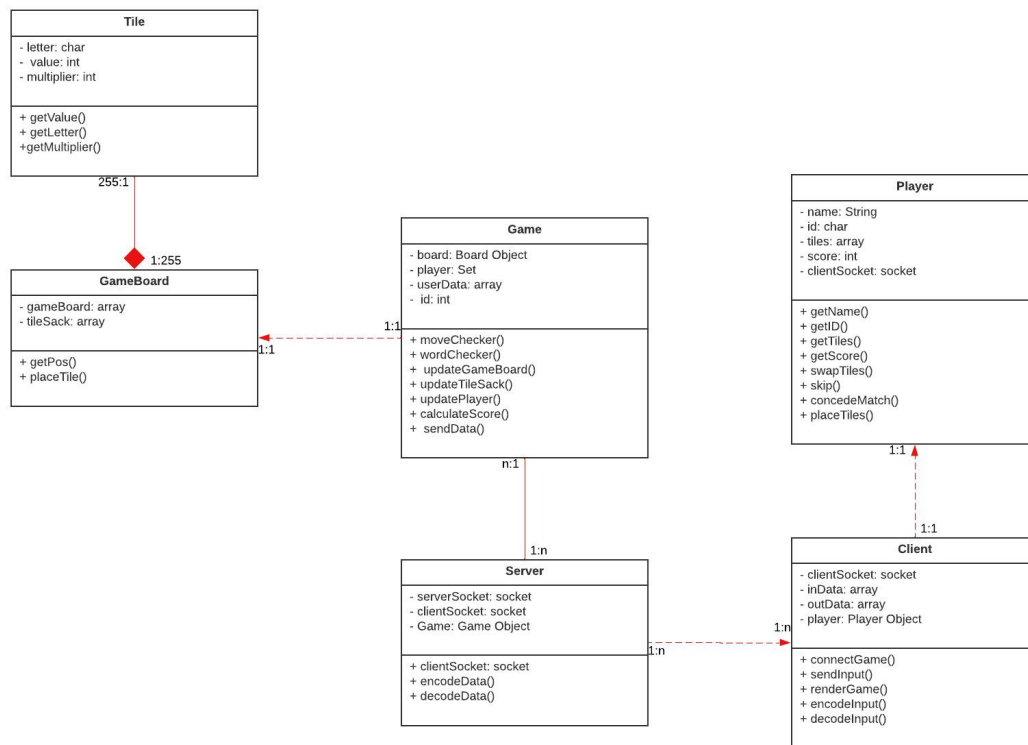 Tile
- letter: char
-  value: int
- multiplier: int
+ getValue()
+ getLetter()
+getMultiplier()
255:1
1:255
GameBoard
- gameBoard: array
- tileSack: array
+ getPos()
+ placeTile()
1:1
1:1
Game
- board: Board Object
- player: Set
- userData: array
-  id: int
+ moveChecker()
+ wordChecker()
+  updateGameBoard()
+ updateTileSack()
+ updatePlayer()
+ calculateScore()
+  sendData()
n:1
1:n
Server
- serverSocket: socket
- clientSocket: socket
- Game: Game Object
+ clientSocket: socket
+ encodeData()
+ decodeData()
1:n
1:n
Player
- name: String
- id: char
- tiles: array
- score: int
- clientSocket: socket
+ getName()
+ getID()
+ getTiles()
+ getScore()
+ swapTiles()
+ skip()
+ concedeMatch()
+ placeTiles()
1:1
1:1
Client
- clientSocket: socket
- inData: array
- outData: array
- player: Player Object
+ connectGame()
+ sendInput()
+ renderGame()
+ encodeInput()
+ decodeInput()